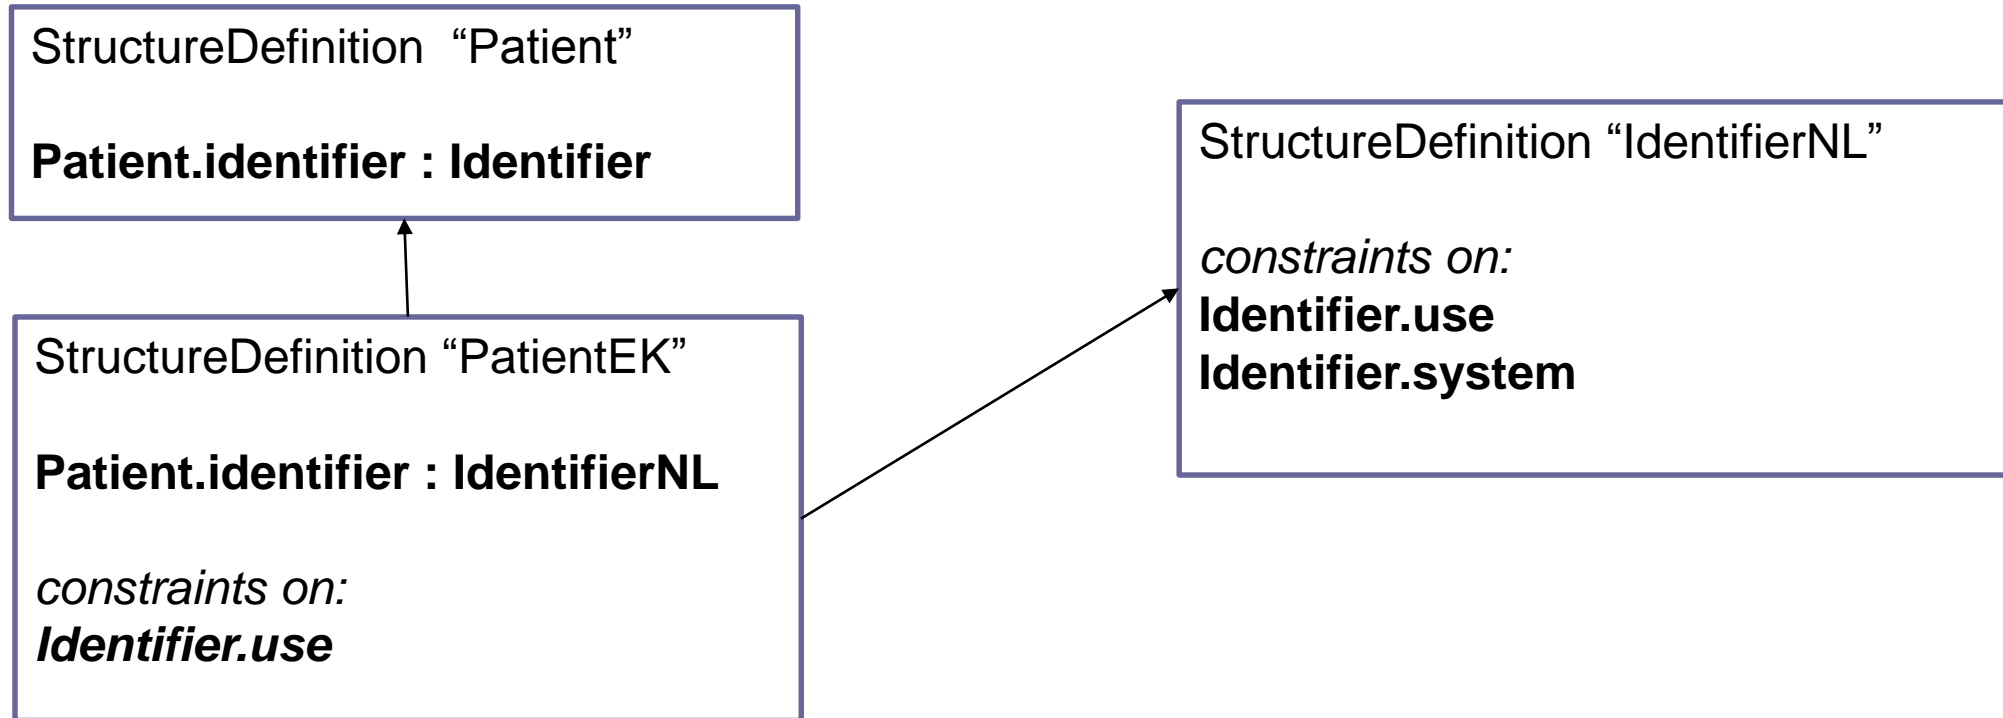 StructureDefinition “Patient”
Patient.identifier : Identifier
StructureDefinition “PatientEK”
Patient.identifier : IdentifierNL
constraints on:
Identifier.use
StructureDefinition “IdentifierNL”
constraints on:
Identifier.use
Identifier.system